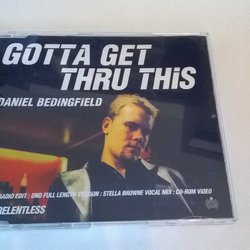 GOTTA GET
THRU THiS
DANIEL BEDINGFIELD
RADIO EDIT : DND FULL LENGTH VERSION : STELLA BROWNE VOCAL MIX : CD-ROM VIDEO
RELENTLESS